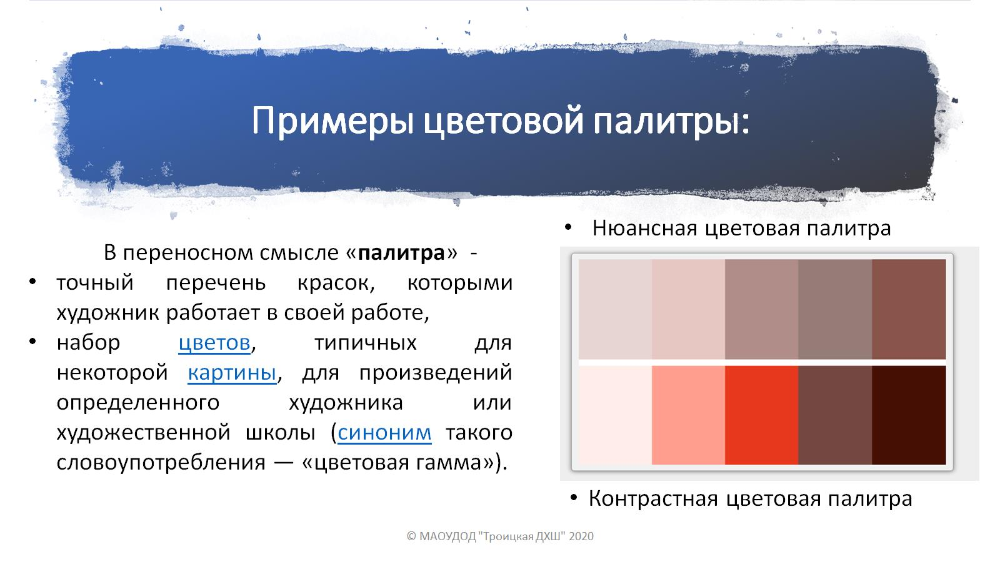 Примеры цветовой палитры:
В переносном смысле «палитра» -
• точный перечень красок, которыми
художник работает в своей работе,
• набор цветов, типичных для
некоторой картины, для произведений
определенного художника или
художественной школы (синоним такого
словоупотребления — «цветовая гамма»).
• Нюансная цветовая палитра
• Контрастная цветовая палитра
© МАОУДОД "Троицкая ДХШ" 2020